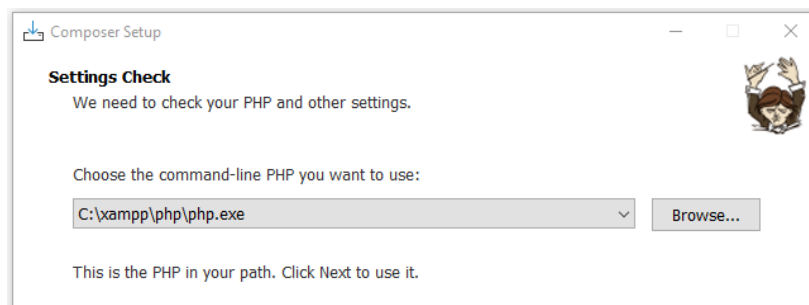 Composer Setup
Settings Check
We need to check your PHP and other settings.
Choose the command-line PHP you want to use:
C:\xampp\php\php.exe
Browse...
This is the PHP in your path. Click Next to use it.